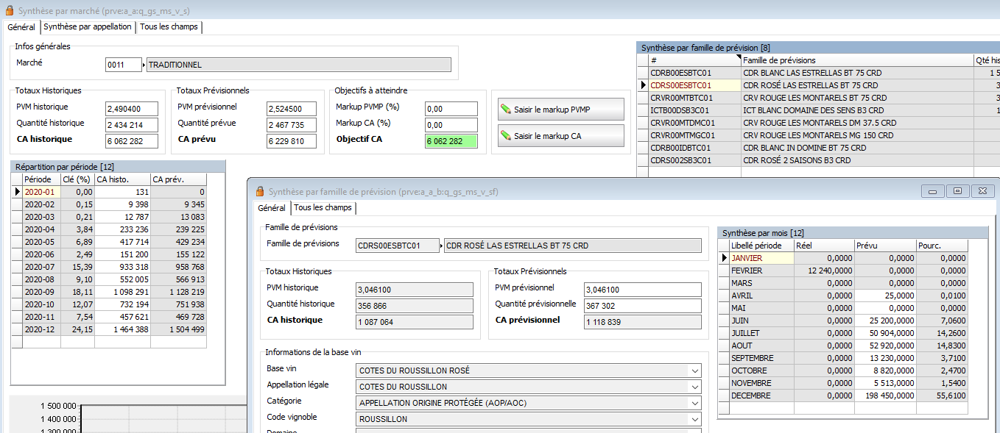 Synthèse par marché (prve:a_a:q_gs_ms_v_s)
Général Synthèse par appellation Tous les champs
Infos générales
Marché 0011 TRADITIONNEL
Totaux Historiques
PVM historique 2,490400
Quantité historique 2 434 214
CA historique 6 062 282
Totaux Prévisionnels
PVM prévisionnel 2,524500
Quantité prévue 2 467 735
CA prévu 6 229 810
Objectifs à atteindre
Markup PVMP (%) 0,00
Markup CA (%) 0,00
Objectif CA 6 062 282
Saisir le markup PVMP
Saisir le markup CA
Synthèse par famille de prévision [8]
# Famille de prévisions Qté his
CDRB00ESBTC01 CDR BLANC LAS ESTRELLAS BT 75 CRD 1 5
CDRS00ESBTC01 CDR ROSÉ LAS ESTRELLAS BT 75 CRD 3
CRVR00MTBTC01 CRV ROUGE LES MONTARELS BT 75 CRD 3
ICTB00DSB3C01 ICT BLANC DOMAINE DES SENS B3 CRD 1
CRVR00MTDMC01 CRV ROUGE LES MONTARELS DM 37.5 CRD
CRVR00MTMGC01 CRV ROUGE LES MONTARELS MG 150 CRD
CDRB00IDBTC01 CDR BLANC IN DOMINE BT 75 CRD
CDRS002SB3C01 CDR ROSÉ 2 SAISONS B3 CRD
Répartition par période [12]
Période Clé (%) CA histo. CA prév.
2020-01 0,00 131 0
2020-02 0,15 9 398 9 345
2020-03 0,21 12 787 13 083
2020-04 3,84 233 236 239 225
2020-05 6,89 417 714 429 234
2020-06 2,49 151 200 155 122
2020-07 15,39 933 318 958 768
2020-08 9,10 552 005 566 913
2020-09 18,11 1 098 291 1 128 219
2020-10 12,07 732 194 751 938
2020-11 7,54 457 621 469 728
2020-12 24,15 1 464 388 1 504 499
1 500 000
1 400 000
1 300 000
Synthèse par famille de prévision (prve:a_a_b:q_gs_ms_v_sf)
Général Tous les champs
Famille de prévisions
Famille de prévisions CDRS00ESBTC01 CDR ROSÉ LAS ESTRELLAS BT 75 CRD
Totaux Historiques
PVM historique 3,046100
Quantité historique 356 866
CA historique 1 087 064
Totaux Prévisionnels
PVM prévisionnel 3,046100
Quantité prévisionnelle 367 302
CA prévisionnel 1 118 839
Informations de la base vin
Base vin COTES DU ROUSSILLON ROSÉ
Appellation légale COTES DU ROUSSILLON
Catégorie APPELLATION ORIGINE PROTÉGÉE (AOP/AOC)
Code vignoble ROUSSILLON
Domaine
Synthèse par mois [12]
Libellé période Réel Prévu Pourc.
JANVIER 0,0000 0,0000 0,0000
FEVRIER 12 240,0000 0,0000 0,0000
MARS 0,0000 0,0000 0,0000
AVRIL 0,0000 25,0000 0,0100
MAI 0,0000 0,0000 0,0000
JUIN 0,0000 25 200,0000 7,0600
JUILLET 0,0000 50 904,0000 14,2600
AOUT 0,0000 52 920,0000 14,8300
SEPTEMBRE 0,0000 13 230,0000 3,7100
OCTOBRE 0,0000 8 820,0000 2,4700
NOVEMBRE 0,0000 5 513,0000 1,5400
DECEMBRE 0,0000 198 450,0000 55,6100